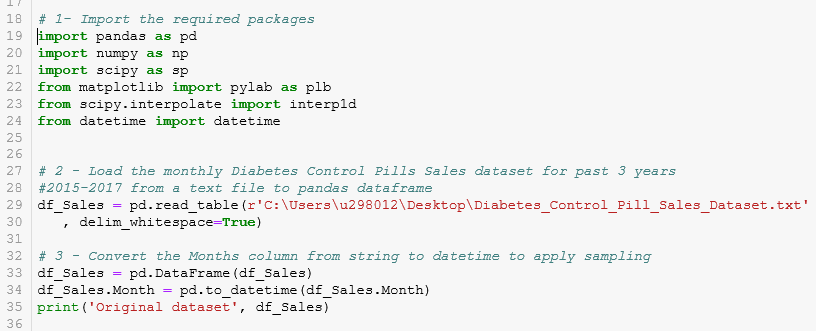 17
18 # 1- Import the required packages
19 import pandas as pd
20 import numpy as np
21 import scipy as sp
22 from matplotlib import pylab as plb
23 from scipy.interpolate import interp1d
24 from datetime import datetime
25
26
27 # 2 - Load the monthly Diabetes Control Pills Sales dataset for past 3 years
28 #2015-2017 from a text file to pandas dataframe
29 df_Sales = pd.read_table(r'C:\Users\u298012\Desktop\Diabetes_Control_Pill_Sales_Dataset.txt'
30   , delim_whitespace=True)
31
32 # 3 - Convert the Months column from string to datetime to apply sampling
33 df_Sales = pd.DataFrame(df_Sales)
34 df_Sales.Month = pd.to_datetime(df_Sales.Month)
35 print('Original dataset', df_Sales)
36